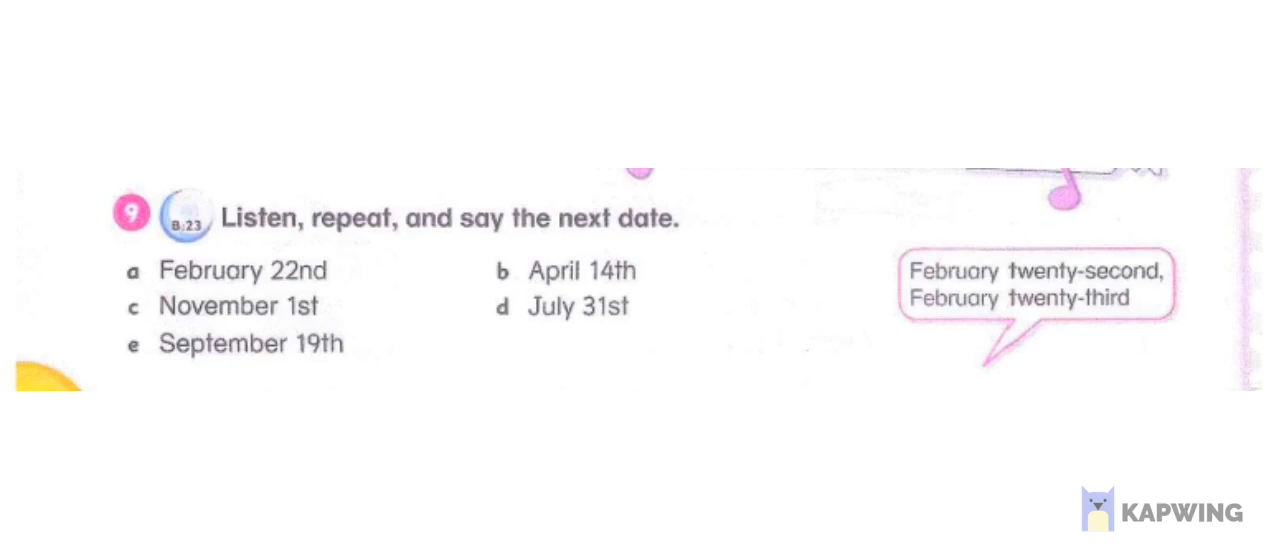 9 B:23 Listen, repeat, and say the next date.
a February 22nd
b April 14th
c November 1st
d July 31st
e September 19th
February twenty-second,
February twenty-third
KAPWING